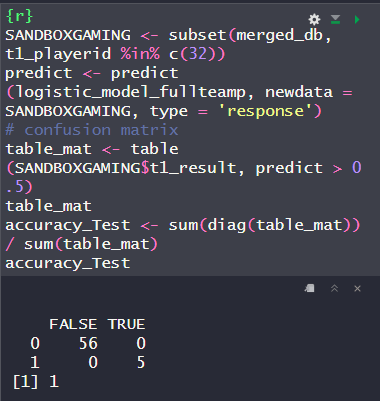 {r}
SANDBOXGAMING <- subset(merged_db,
t1_playerid %in% c(32))
predict <- predict
(logistic_model_fullteamp, newdata =
SANDBOXGAMING, type = 'response')
# confusion matrix
table_mat <- table
(SANDBOXGAMING$t1_result, predict > 0
.5)
table_mat
accuracy_Test <- sum(diag(table_mat))
/ sum(table_mat)
accuracy_Test
FALSE TRUE
0 56 0
1 0 5
[1] 1